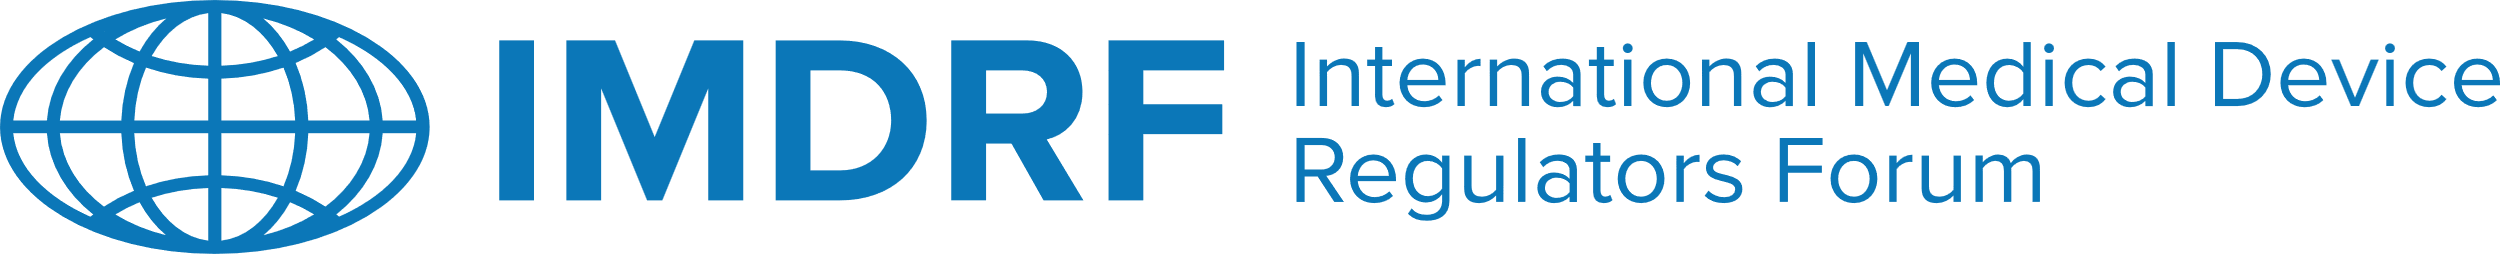 IMDRF
International Medical Device
Regulators Forum